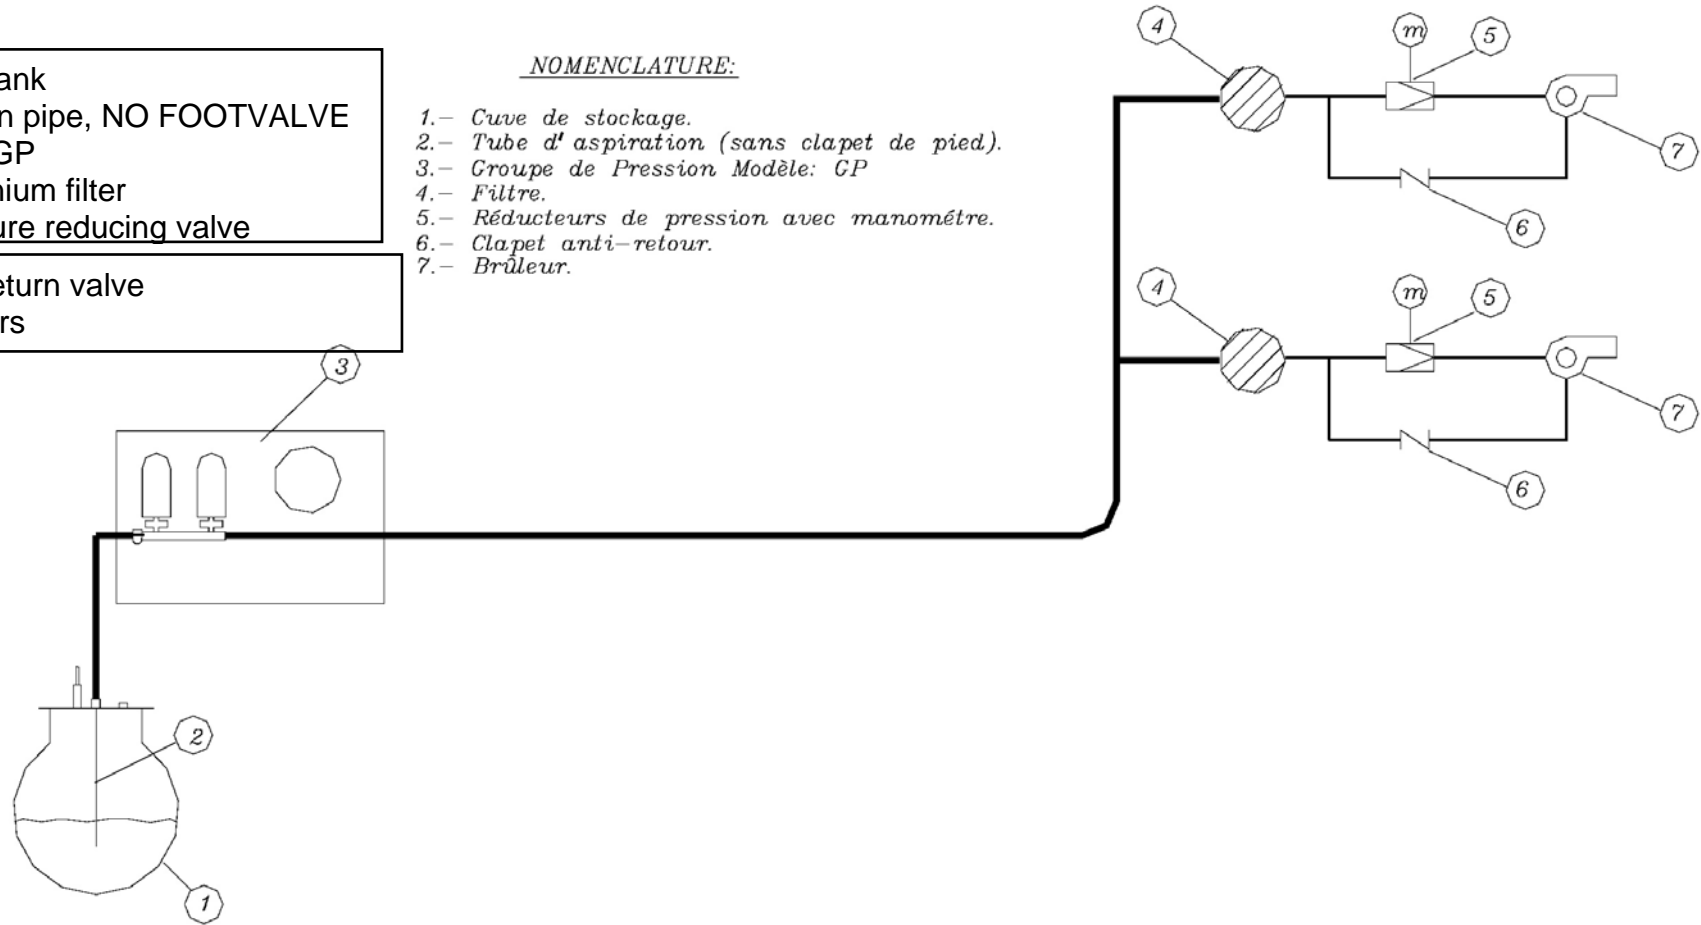 ank
n pipe, NO FOOTVALVE
GP
nium filter
ure reducing valve
eturn valve
rs
NOMENCLATURE:
1.- Cuve de stockage.
2.- Tube d' aspiration (sans clapet de pied).
3.- Groupe de Pression Modèle: GP
4.- Filtre.
5.- Réducteurs de pression avec manométre.
6.- Clapet anti-retour.
7.- Brûleur.
4
m
5
7
6
4
m
5
7
6
3
2
1